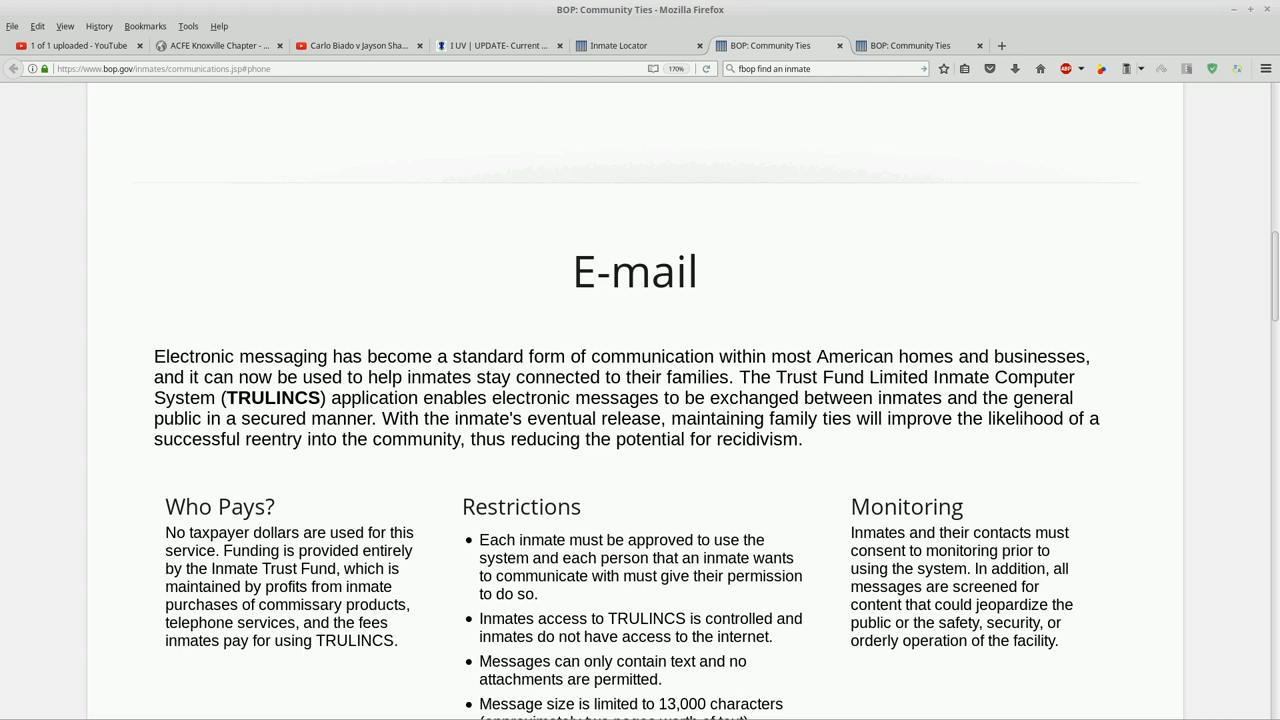 BOP: Community Ties - Mozilla Firefox
File Edit View History Bookmarks Tools Help
1 of 1 uploaded - YouTube
ACFE Knoxville Chapter - ...
Carlo Biado v Jayson Sha...
I UV | UPDATE- Current ...
Inmate Locator
BOP: Community Ties
BOP: Community Ties
https://www.bop.gov/inmates/communications.jsp#phone
170%
fbop find an inmate
ABP
E-mail
Electronic messaging has become a standard form of communication within most American homes and businesses,
and it can now be used to help inmates stay connected to their families. The Trust Fund Limited Inmate Computer
System (TRULINCS) application enables electronic messages to be exchanged between inmates and the general
public in a secured manner. With the inmate's eventual release, maintaining family ties will improve the likelihood of a
successful reentry into the community, thus reducing the potential for recidivism.
Who Pays?
No taxpayer dollars are used for this
service. Funding is provided entirely
by the Inmate Trust Fund, which is
maintained by profits from inmate
purchases of commissary products,
telephone services, and the fees
inmates pay for using TRULINCS.
Restrictions
Each inmate must be approved to use the
system and each person that an inmate wants
to communicate with must give their permission
to do so.
Inmates access to TRULINCS is controlled and
inmates do not have access to the internet.
Messages can only contain text and no
attachments are permitted.
Message size is limited to 13,000 characters
(approximately two pages worth of text).
Monitoring
Inmates and their contacts must
consent to monitoring prior to
using the system. In addition, all
messages are screened for
content that could jeopardize the
public or the safety, security, or
orderly operation of the facility.